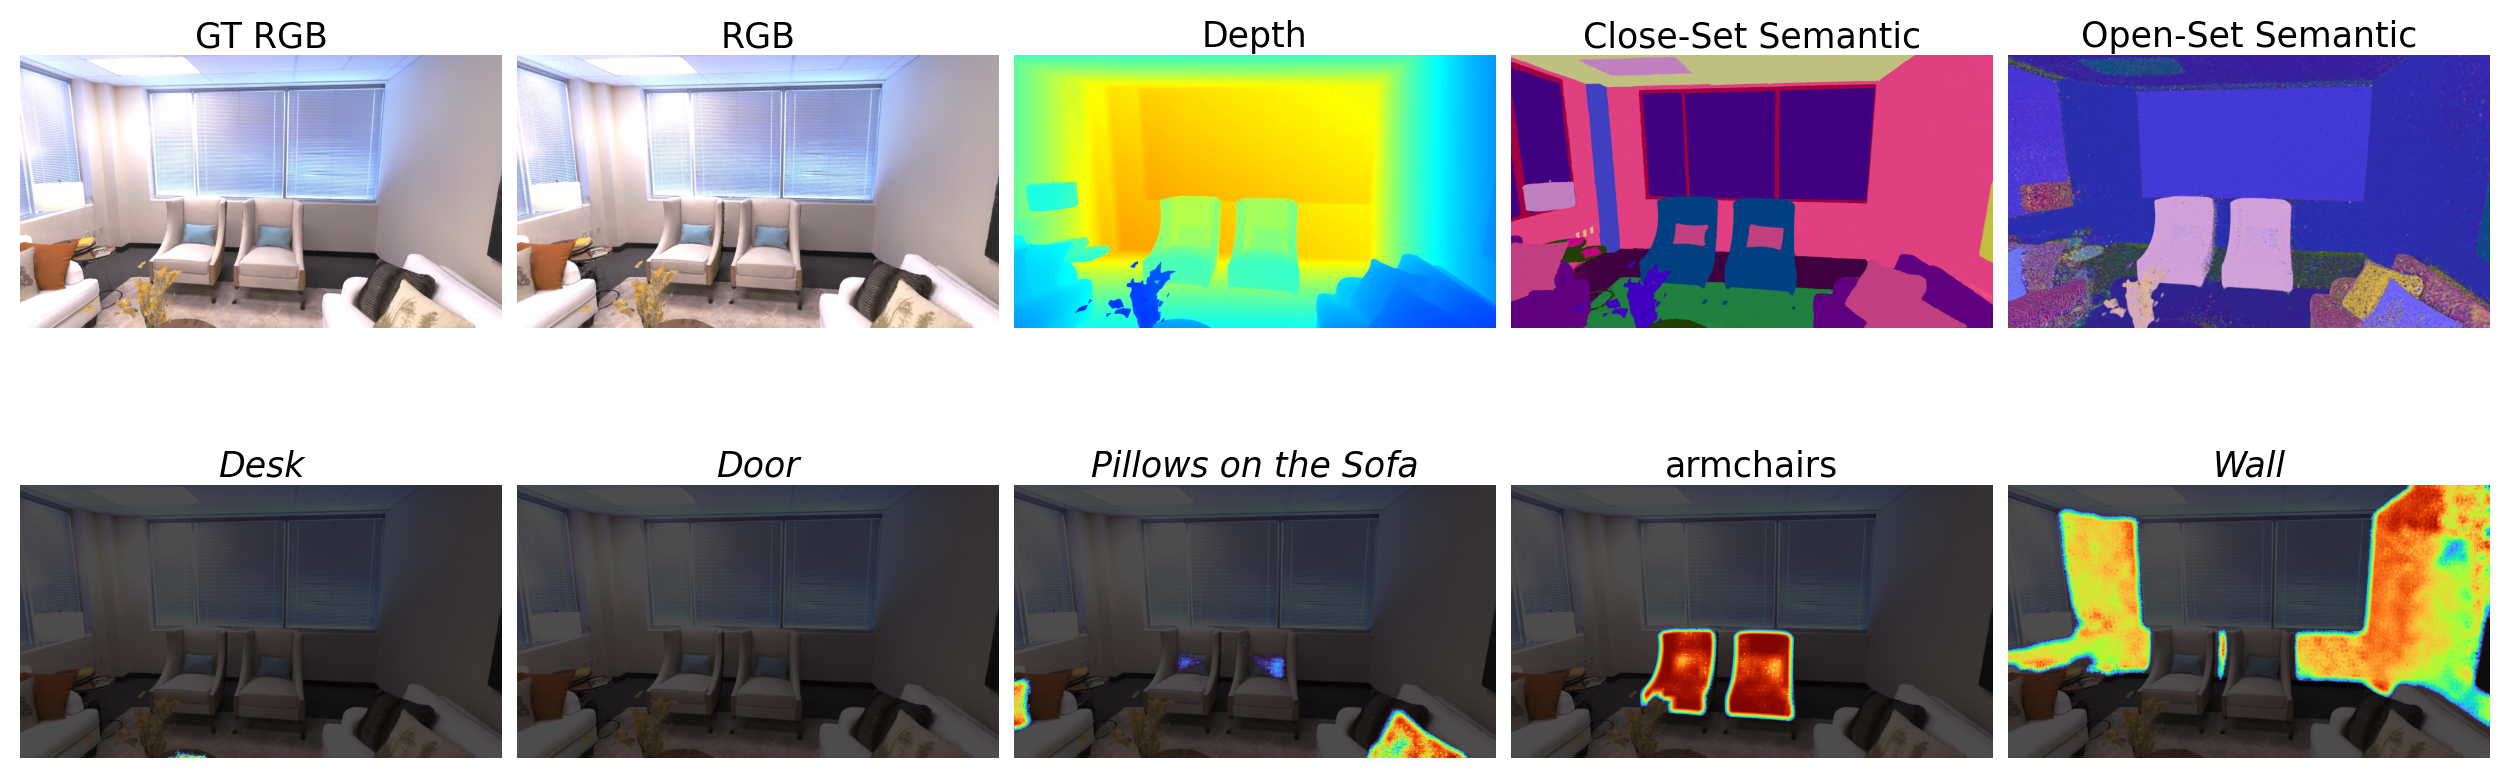 GT RGB
RGB
Depth
Close-Set Semantic
Open-Set Semantic
Desk
Door
Pillows on the Sofa
armchairs
Wall